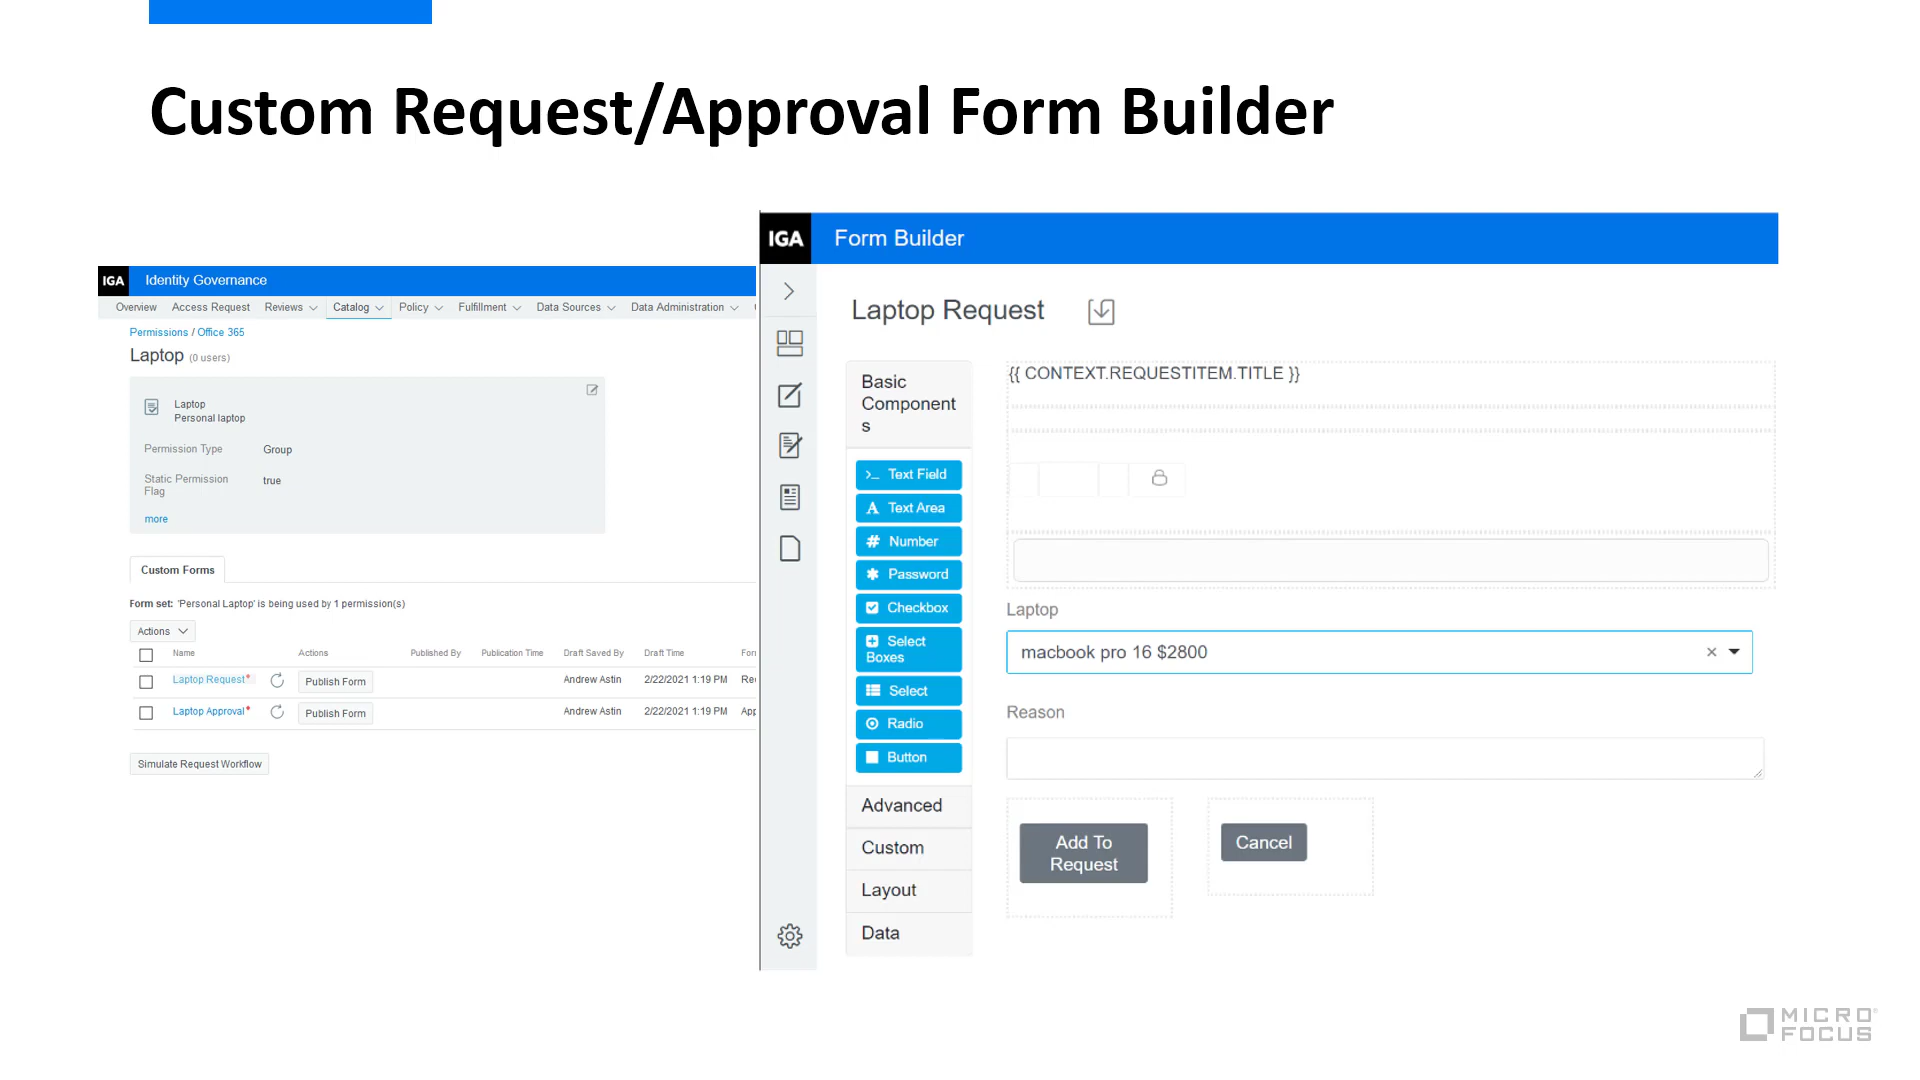 Custom Request/Approval Form Builder
IGA Identity Governance
Overview Access Request Reviews Catalog Policy Fulfillment Data Sources Data Administration
Permissions / Office 365
Laptop (0 users)
Laptop
Personal laptop
Permission Type Group
Static Permission
Flag
true
more
Custom Forms
Form set: 'Personal Laptop' is being used by 1 permission(s)
Actions
Name Actions Published By Publication Time Draft Saved By Draft Time For
Laptop Request* Publish Form Andrew Astin 2/22/2021 1:19 PM Re
Laptop Approval* Publish Form Andrew Astin 2/22/2021 1:19 PM App
Simulate Request Workflow
IGA Form Builder
Laptop Request
Basic
Component
s
>_ Text Field
A Text Area
# Number
* Password
Checkbox
Select
Boxes
Select
Radio
Button
Advanced
Custom
Layout
Data
{{ CONTEXT.REQUESTITEM.TITLE }}
Laptop
macbook pro 16 $2800 ×
Reason
Add To
Request
Cancel
MICRO
FOCUS